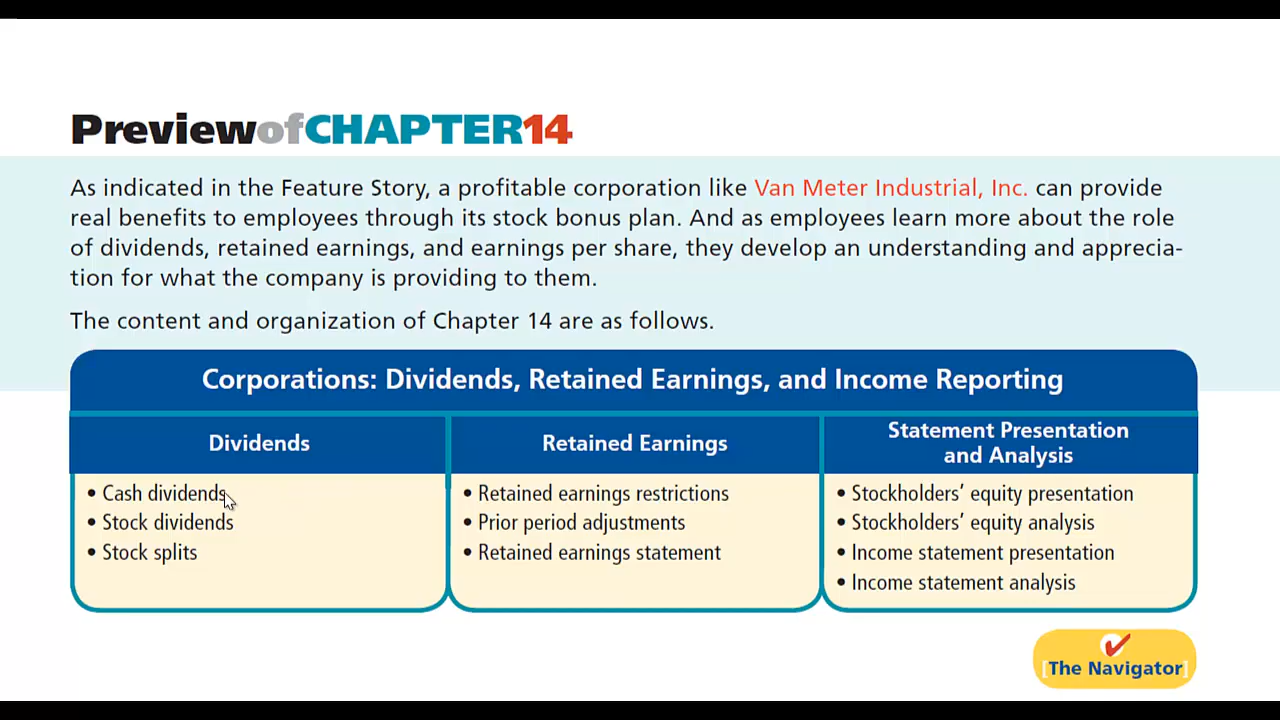 Preview of CHAPTER 14
As indicated in the Feature Story, a profitable corporation like Van Meter Industrial, Inc. can provide
real benefits to employees through its stock bonus plan. And as employees learn more about the role
of dividends, retained earnings, and earnings per share, they develop an understanding and apprecia-
tion for what the company is providing to them.
The content and organization of Chapter 14 are as follows.
Corporations: Dividends, Retained Earnings, and Income Reporting
Dividends
• Cash dividends
• Stock dividends
• Stock splits
Retained Earnings
• Retained earnings restrictions
• Prior period adjustments
• Retained earnings statement
Statement Presentation
and Analysis
• Stockholders’ equity presentation
• Stockholders’ equity analysis
• Income statement presentation
• Income statement analysis
[The Navigator]